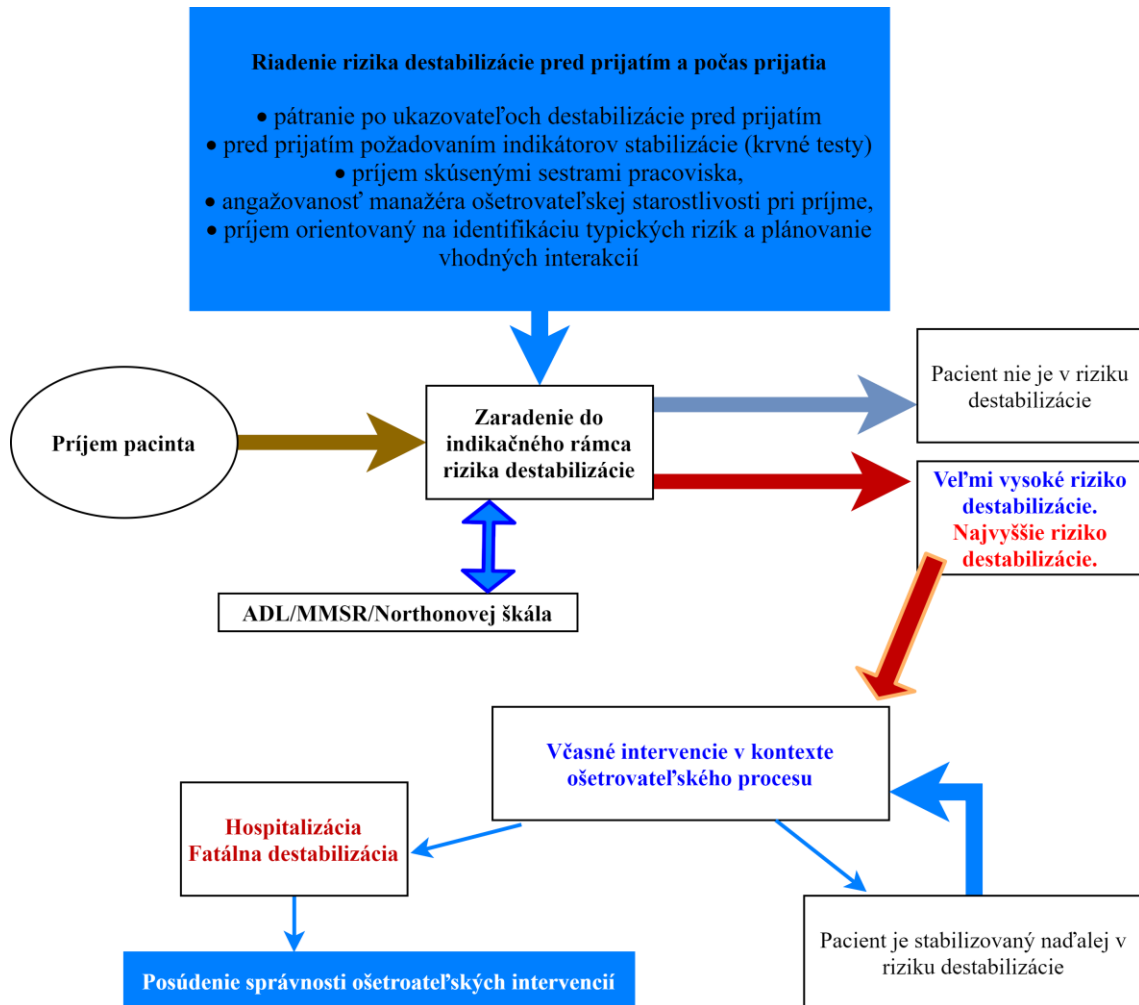 Riadenie rizika destabilizácie pred prijatím a počas prijatia
• pátranie po ukazovateľoch destabilizácie pred prijatím
• pred prijatím požadovaním indikátorov stabilizácie (krvné testy)
• príjem skúsenými sestrami pracoviska,
• angažovanosť manažéra ošetrovateľskej starostlivosti pri príjme,
• príjem orientovaný na identifikáciu typických rizík a plánovanie
vhodných interakcií
Príjem pacinta
Zaradenie do
indikačného rámca
rizika destabilizácie
Pacient nie je v riziku
destabilizácie
Veľmi vysoké riziko
destabilizácie.
Najvyššie riziko
destabilizácie.
ADL/MMSR/Northonovej škála
Včasné intervencie v kontexte
ošetrovateľského procesu
Hospitalizácia
Fatálna destabilizácia
Pacient je stabilizovaný naďalej v
riziku destabilizácie
Posúdenie správnosti ošetroateľských intervencií